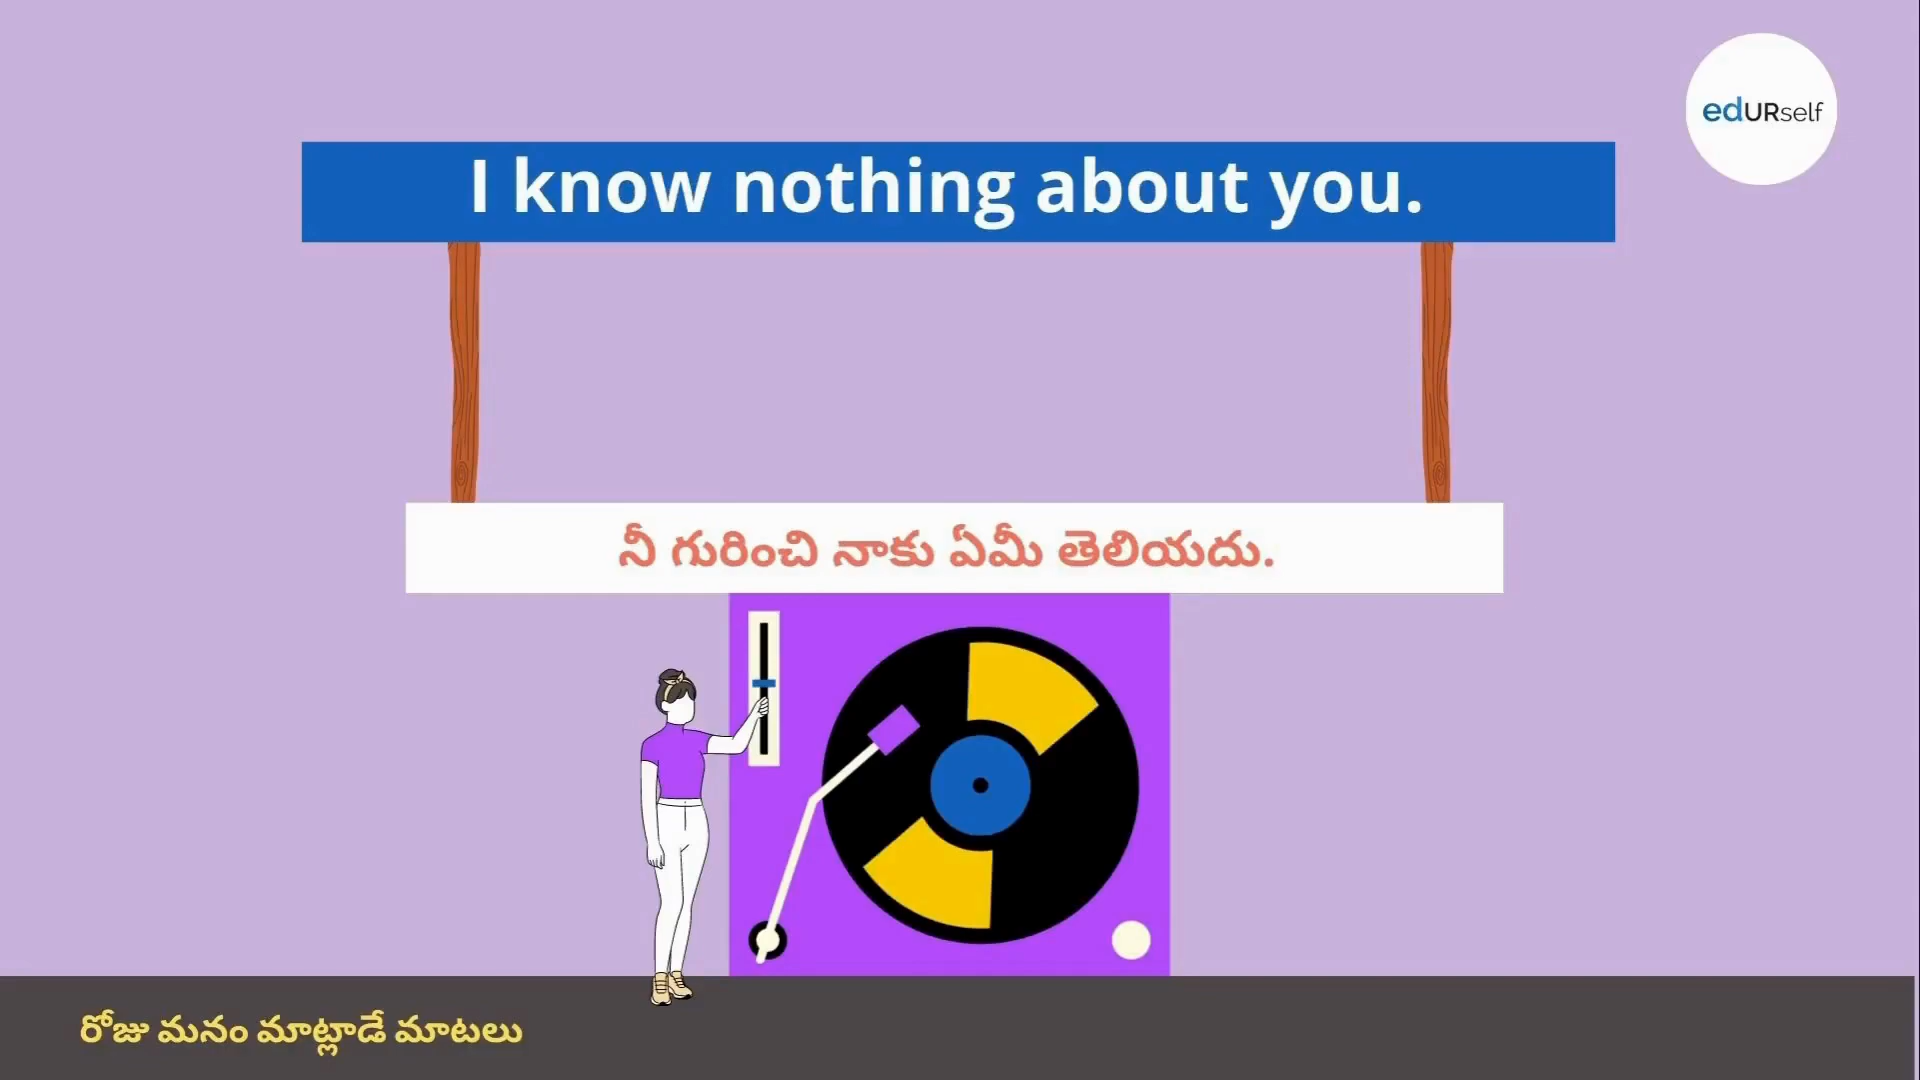 edURself
I know nothing about you.
నీ గురించి నాకు ఏమీ తెలియదు.
రోజు మనం మాట్లాడే మాటలు